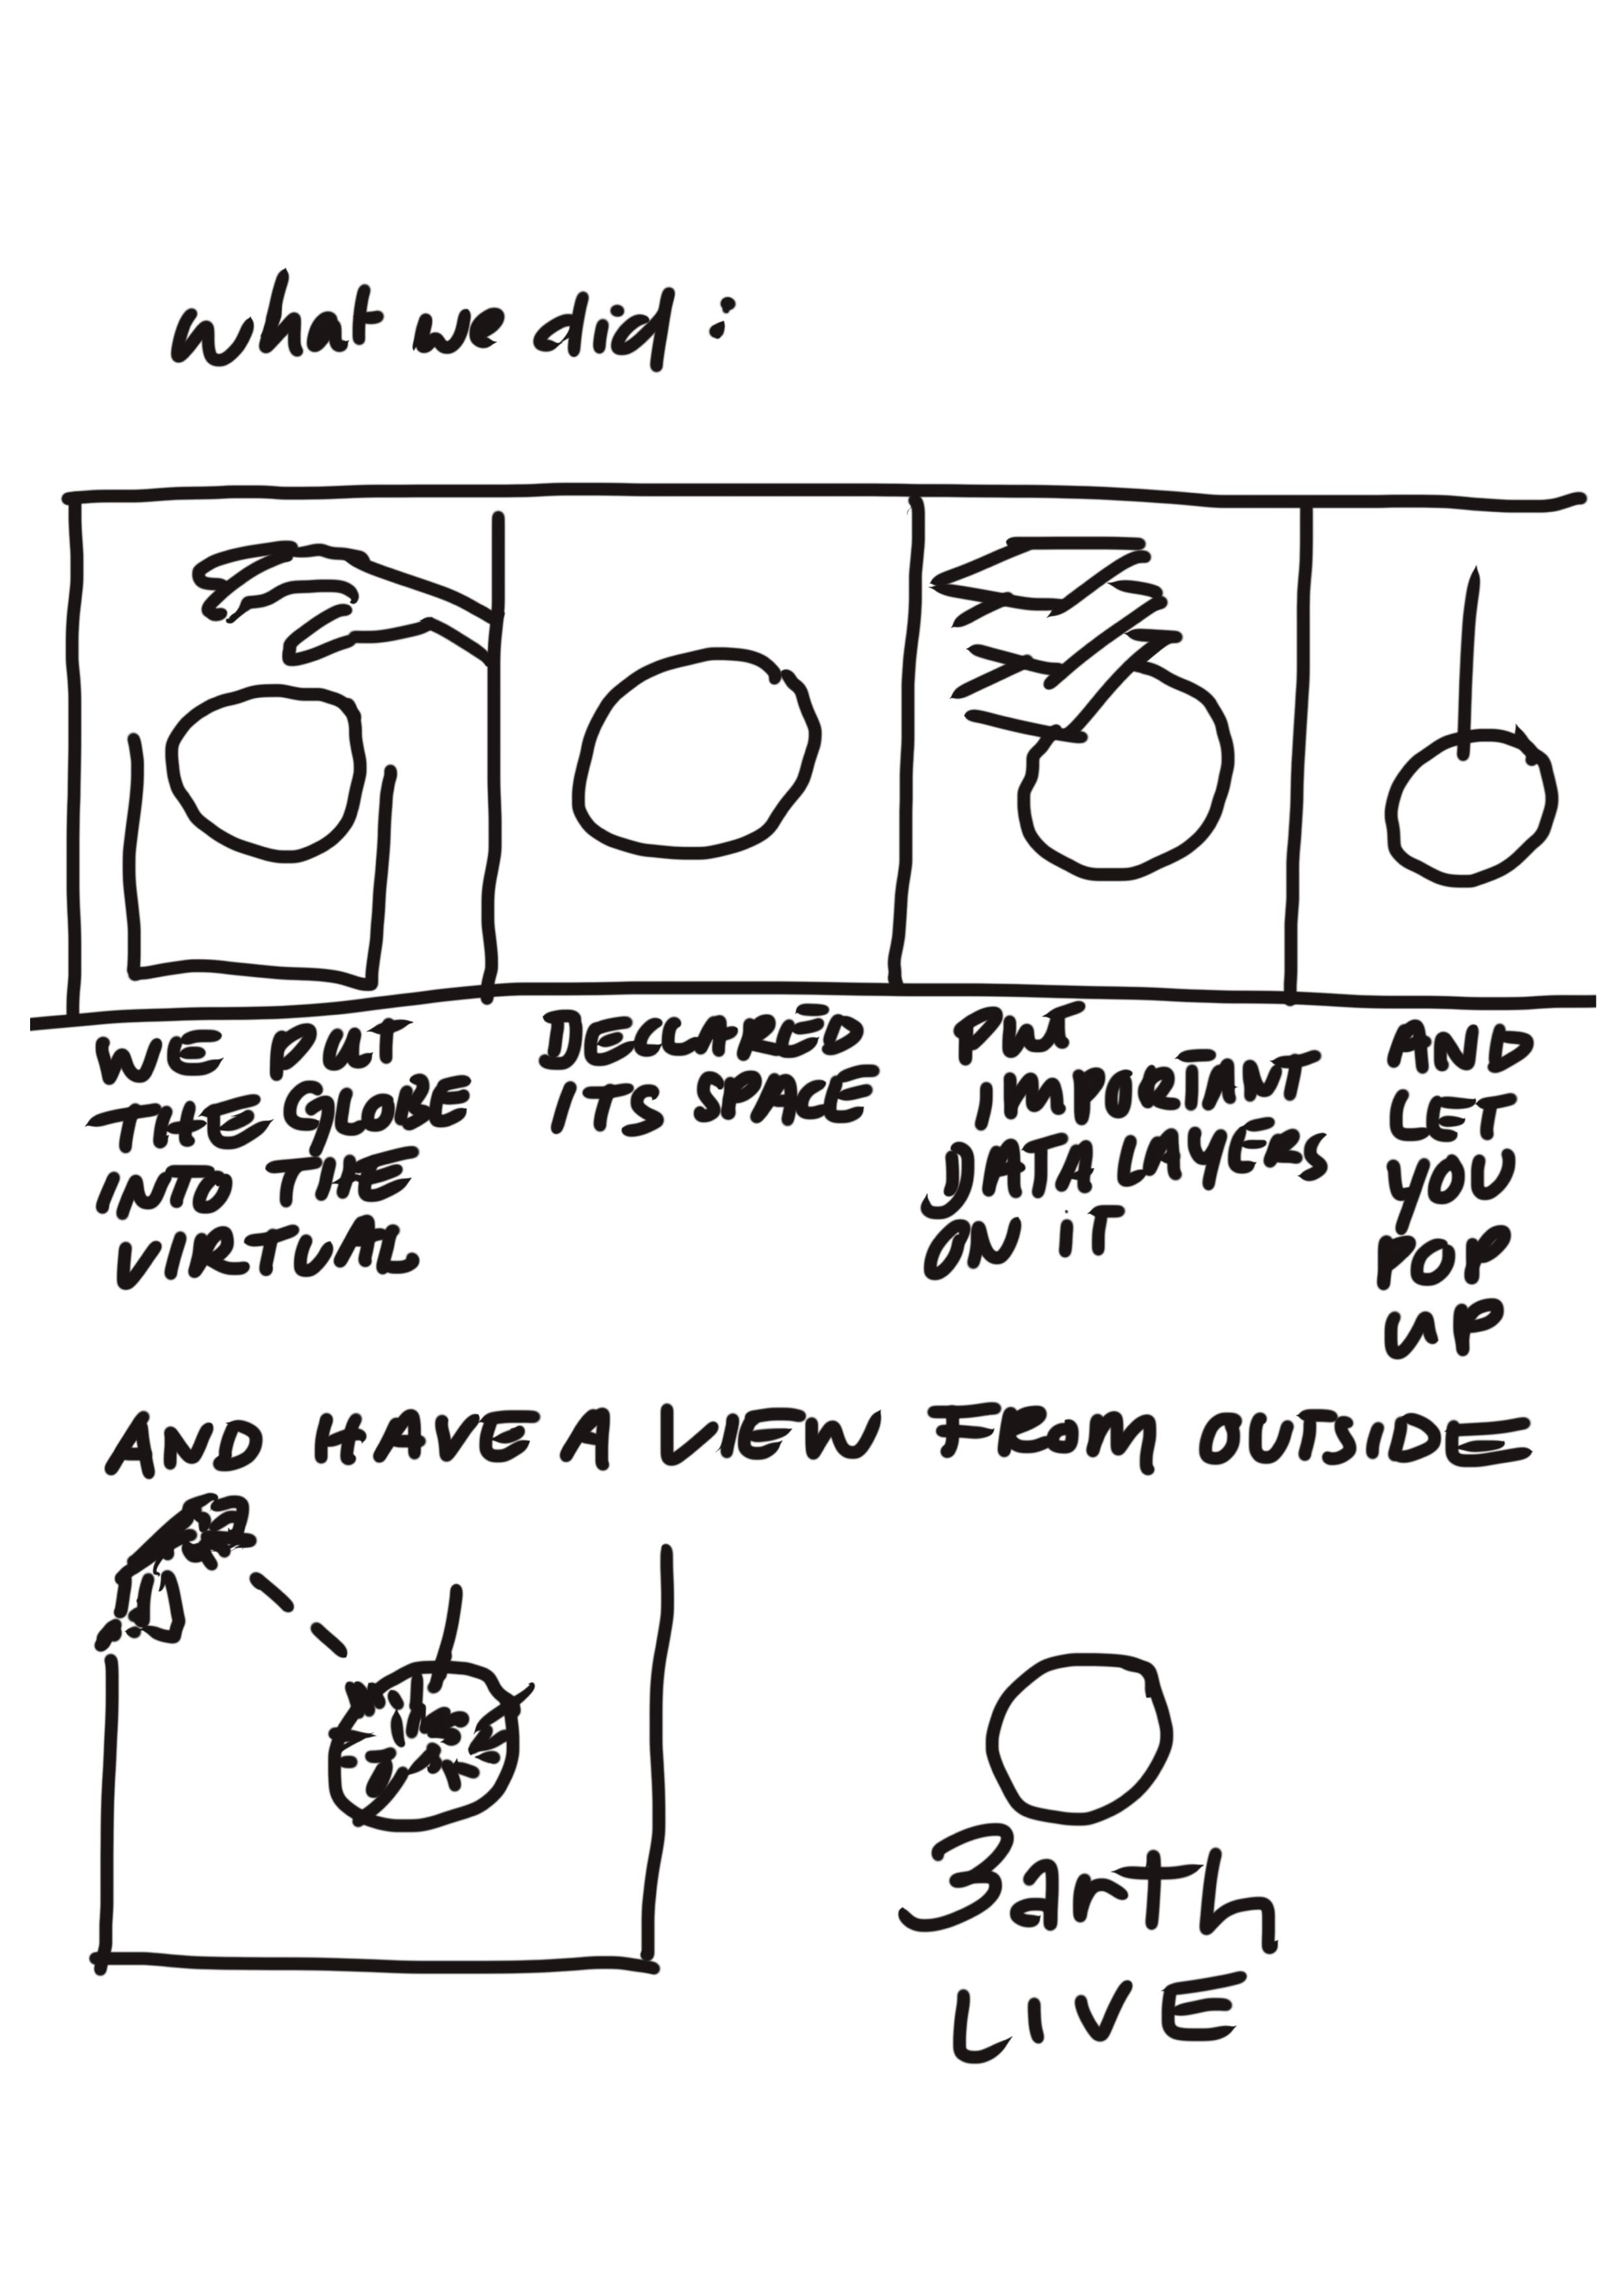 what we did :
WE PUT
THE GLOBE
INTO THE
VIRTUAL
DECLARED
ITS SPACE
PUT
IMPORTANT
DATA LAYERS
ON iT
AND
LET
YOU
POP
UP
AND HAVE A VIEW FROM OUTSIDE
3arth
LIVE